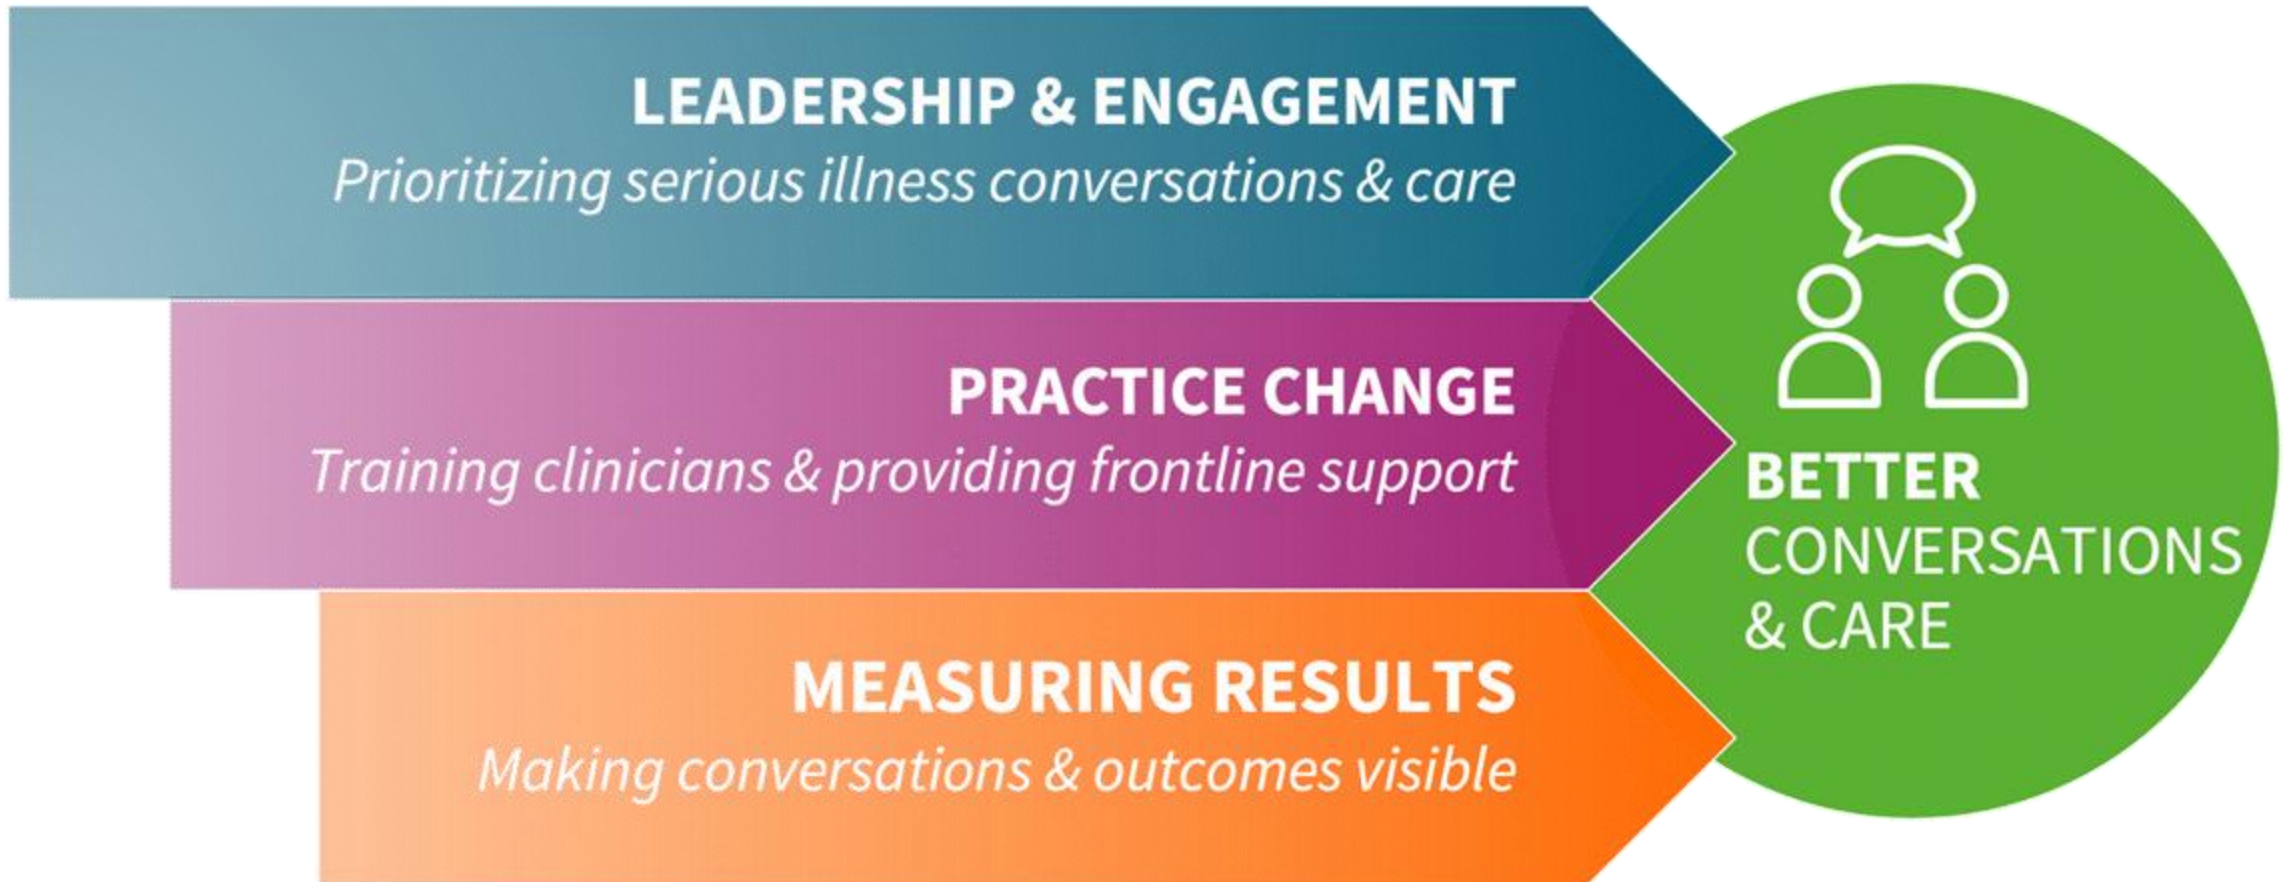 LEADERSHIP & ENGAGEMENT
Prioritizing serious illness conversations & care
PRACTICE CHANGE
Training clinicians & providing frontline support
MEASURING RESULTS
Making conversations & outcomes visible
BETTER
CONVERSATIONS
& CARE